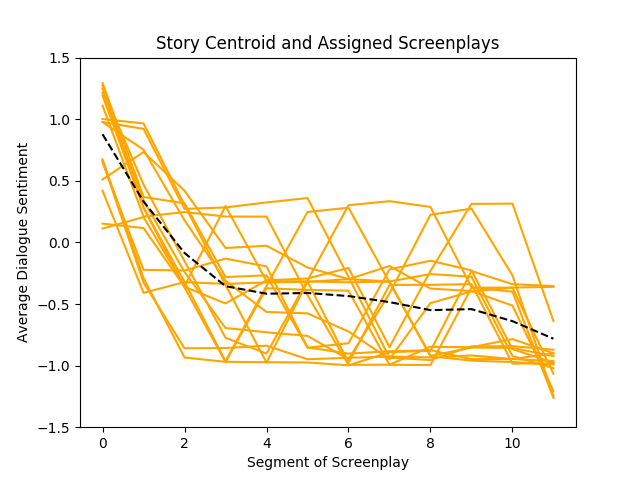 Story Centroid and Assigned Screenplays
1.5
1.0
0.5
0.0
−0.5
−1.0
−1.5
Average Dialogue Sentiment
0 2 4 6 8 10
Segment of Screenplay